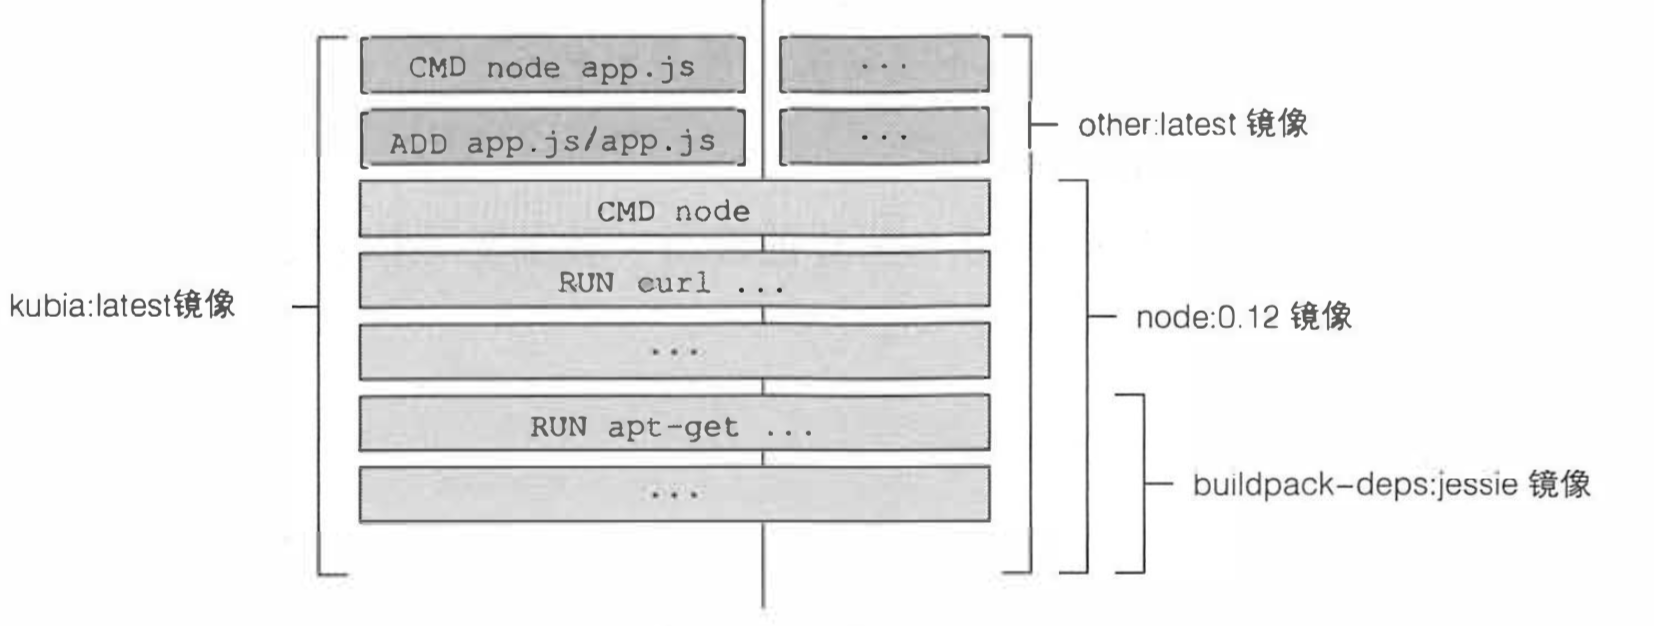 CMD node app.js
...
ADD app.js/app.js
...
other:latest 镜像
CMD node
RUN curl ...
kubia:latest镜像
node:0.12 镜像
...
RUN apt-get ...
buildpack-deps:jessie 镜像
...